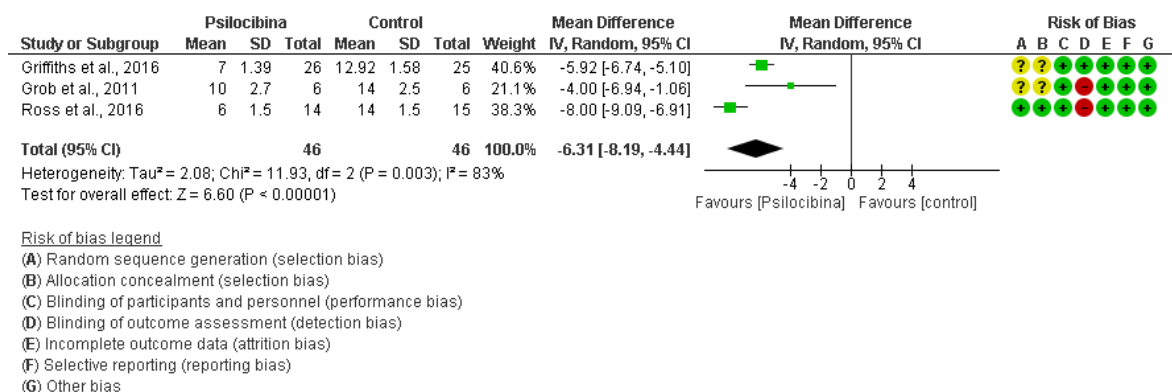 Psilocibina Control Mean Difference Mean Difference Risk of Bias
Study or Subgroup Mean SD Total Mean SD Total Weight IV, Random, 95% CI IV, Random, 95% CI A B C D E F G
Griffiths et al., 2016 7 1.39 26 12.92 1.58 25 40.6% -5.92 [-6.74, -5.10] ? ? + + + + +
Grob et al., 2011 10 2.7 6 14 2.5 6 21.1% -4.00 [-6.94, -1.06] ? ? + − + + +
Ross et al., 2016 6 1.5 14 14 1.5 15 38.3% -8.00 [-9.09, -6.91] + + + − + + +
Total (95% CI) 46 46 100.0% -6.31 [-8.19, -4.44]
Heterogeneity: Tau² = 2.08; Chi² = 11.93, df = 2 (P = 0.003); I² = 83%
Test for overall effect: Z = 6.60 (P < 0.00001)
-4 -2 0 2 4
Favours [Psilocibina] Favours [control]
Risk of bias legend
(A) Random sequence generation (selection bias)
(B) Allocation concealment (selection bias)
(C) Blinding of participants and personnel (performance bias)
(D) Blinding of outcome assessment (detection bias)
(E) Incomplete outcome data (attrition bias)
(F) Selective reporting (reporting bias)
(G) Other bias